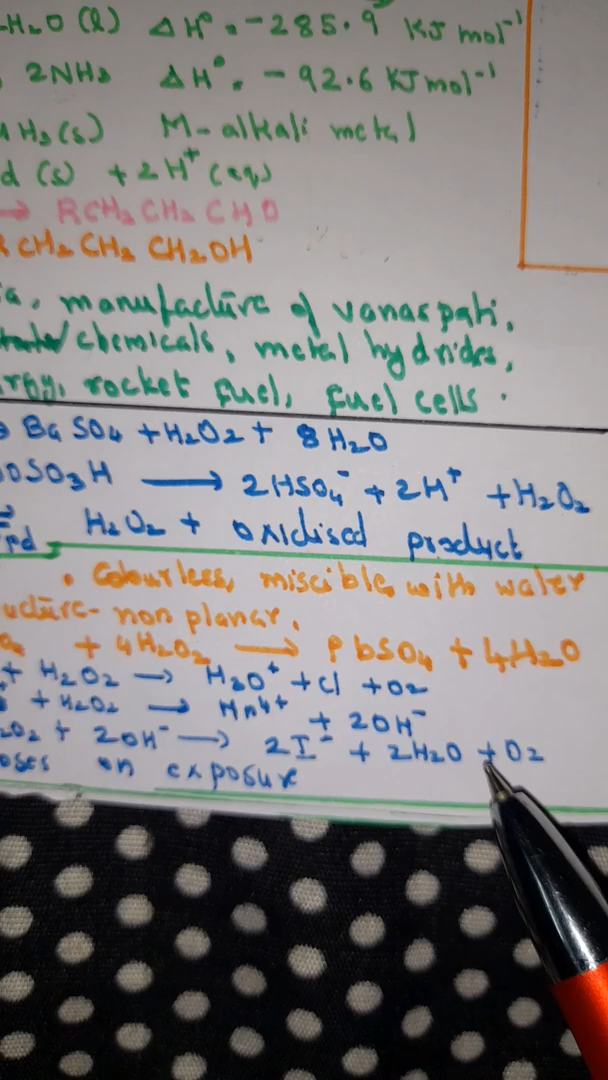 H₂O (l) ΔH° = -285.9 KJ mol⁻¹
2NH₃ ΔH° = -92.6 KJ mol⁻¹
H₂(s) M-alkali metal
d (s) + 2H⁺ (aq)
→ RCH₂ CH₂ CHO
RCH₂ CH₂ CH₂OH
manufacture of vanaspati,
chemicals, metal hydrides,
rocket fuel, fuel cells.
BaSO₄ + H₂O₂ + 8H₂O
OSO₃H ⟶ 2HSO₄⁻ + 2H⁺ + H₂O₂
H₂O₂ + oxidised product
• Colourless, miscible with water
ucture- non planar.
+ 4H₂O₂ ⟶ PbSO₄ + 4H₂O
+ H₂O₂ → H₃O⁺ + Cl + O₂
+ H₂O₂ → Mn⁴⁺ + 2OH⁻
₂O₂ + 2OH⁻ → 2I⁻ + 2H₂O + O₂
oses on exposure